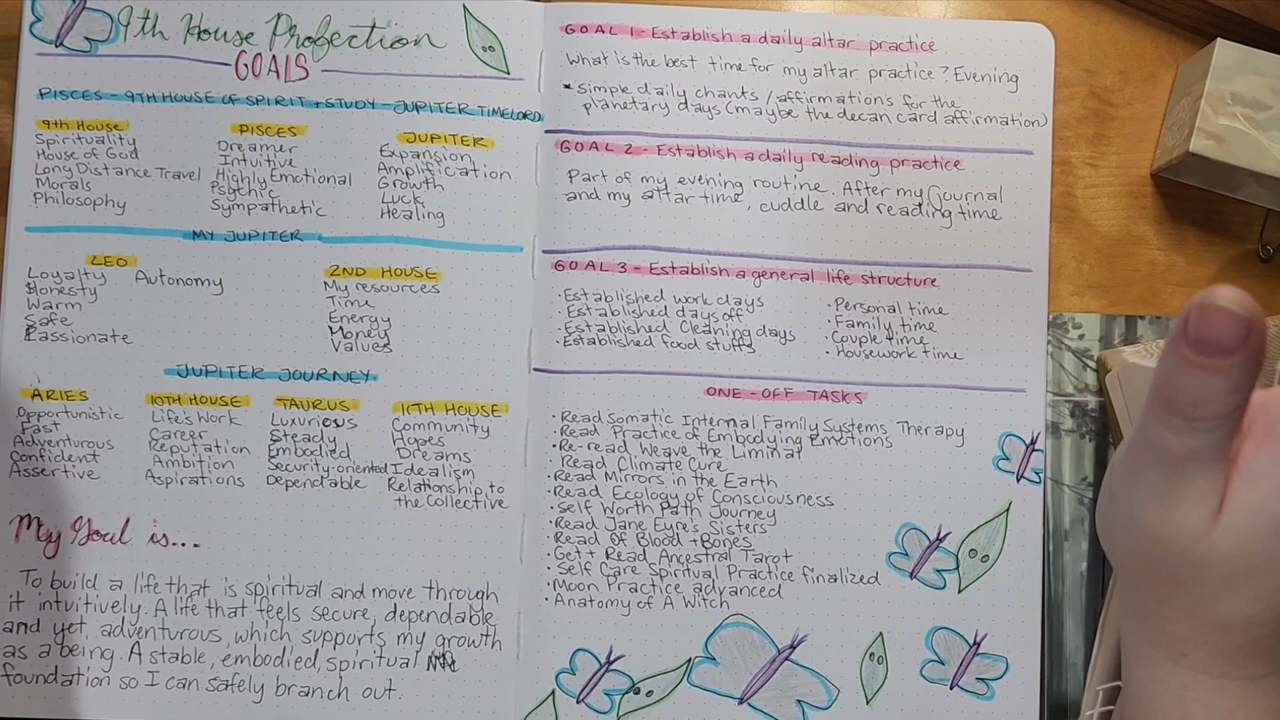 9th House Profection
GOALS
PISCES - 9TH HOUSE OF SPIRIT + STUDY - JUPITER TIMELORD
9th House
Spirituality
House of God
Long Distance Travel
Morals
Philosophy
PISCES
Dreamer
Intuitive
Highly Emotional
Psychic
Sympathetic
JUPITER
Expansion
Amplification
Growth
Luck
Healing
MY JUPITER
LEO
Loyalty Autonomy
Honesty
Warm
Safe
Passionate
2ND HOUSE
My resources
Time
Energy
Money
Values
JUPITER JOURNEY
ARIES
Opportunistic
Fast
Adventurous
Confident
Assertive
10TH HOUSE
Life's Work
Career
Reputation
Ambition
Aspirations
TAURUS
Luxurious
Steady
Embodied
Security-oriented
Dependable
11TH HOUSE
Community
Hopes
Dreams
Idealism
Relationship to
the Collective
My Goal is...
To build a life that is spiritual and move through
it intuitively. A life that feels secure, dependable
and yet, adventurous, which supports my growth
as a being. A stable, embodied, spiritual
foundation so I can safely branch out.
GOAL 1 - Establish a daily altar practice
What is the best time for my altar practice? Evening
* simple daily chants / affirmations for the
planetary days (maybe the decan card affirmation)
GOAL 2 - Establish a daily reading practice
Part of my evening routine. After my journal
and my altar time, cuddle and reading time
GOAL 3 - Establish a general life structure
· Established work days
· Established days off
· Established Cleaning days
· Established food stuffs
· Personal time
· Family time
· Couple time
· Housework time
ONE-OFF TASKS
· Read Somatic Internal Family Systems Therapy
· Read Practice of Embodying Emotions
· Re-read Weave the Liminal
· Read Climate Cure
· Read Mirrors in the Earth
· Read Ecology of Consciousness
· Self Worth Path Journey
· Read Jane Eyre's Sisters
· Read Of Blood + Bones
· Get + Read Ancestral Tarot
· Self Care Spiritual Practice finalized
· Moon Practice advanced
· Anatomy of A Witch